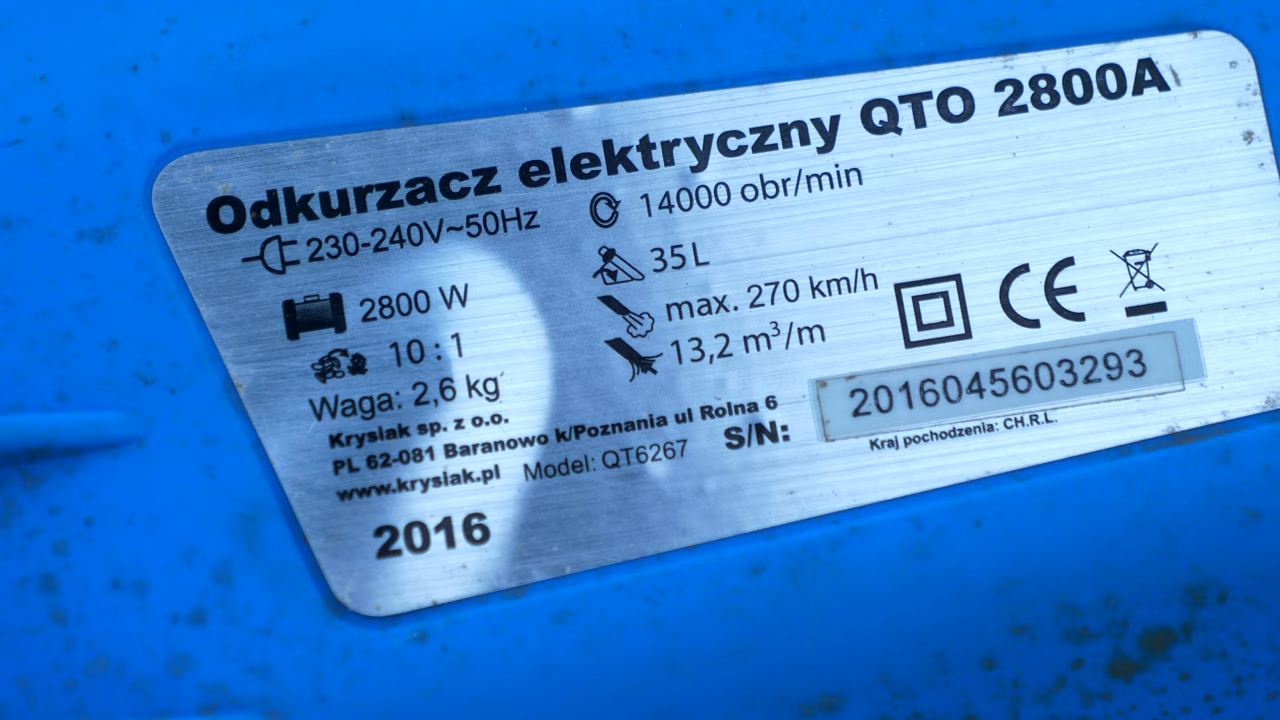 Odkurzacz elektryczny QTO 2800A
230-240V~50Hz
2800 W
10 : 1
Waga: 2,6 kg
14000 obr/min
35 L
max. 270 km/h
13,2 m³/m
CE
Krysiak sp. z o.o.
PL 62-081 Baranowo k/Poznania ul Rolna 6
www.krysiak.pl
Model: QT6267
S/N:
2016045603293
Kraj pochodzenia: CH.R.L.
2016